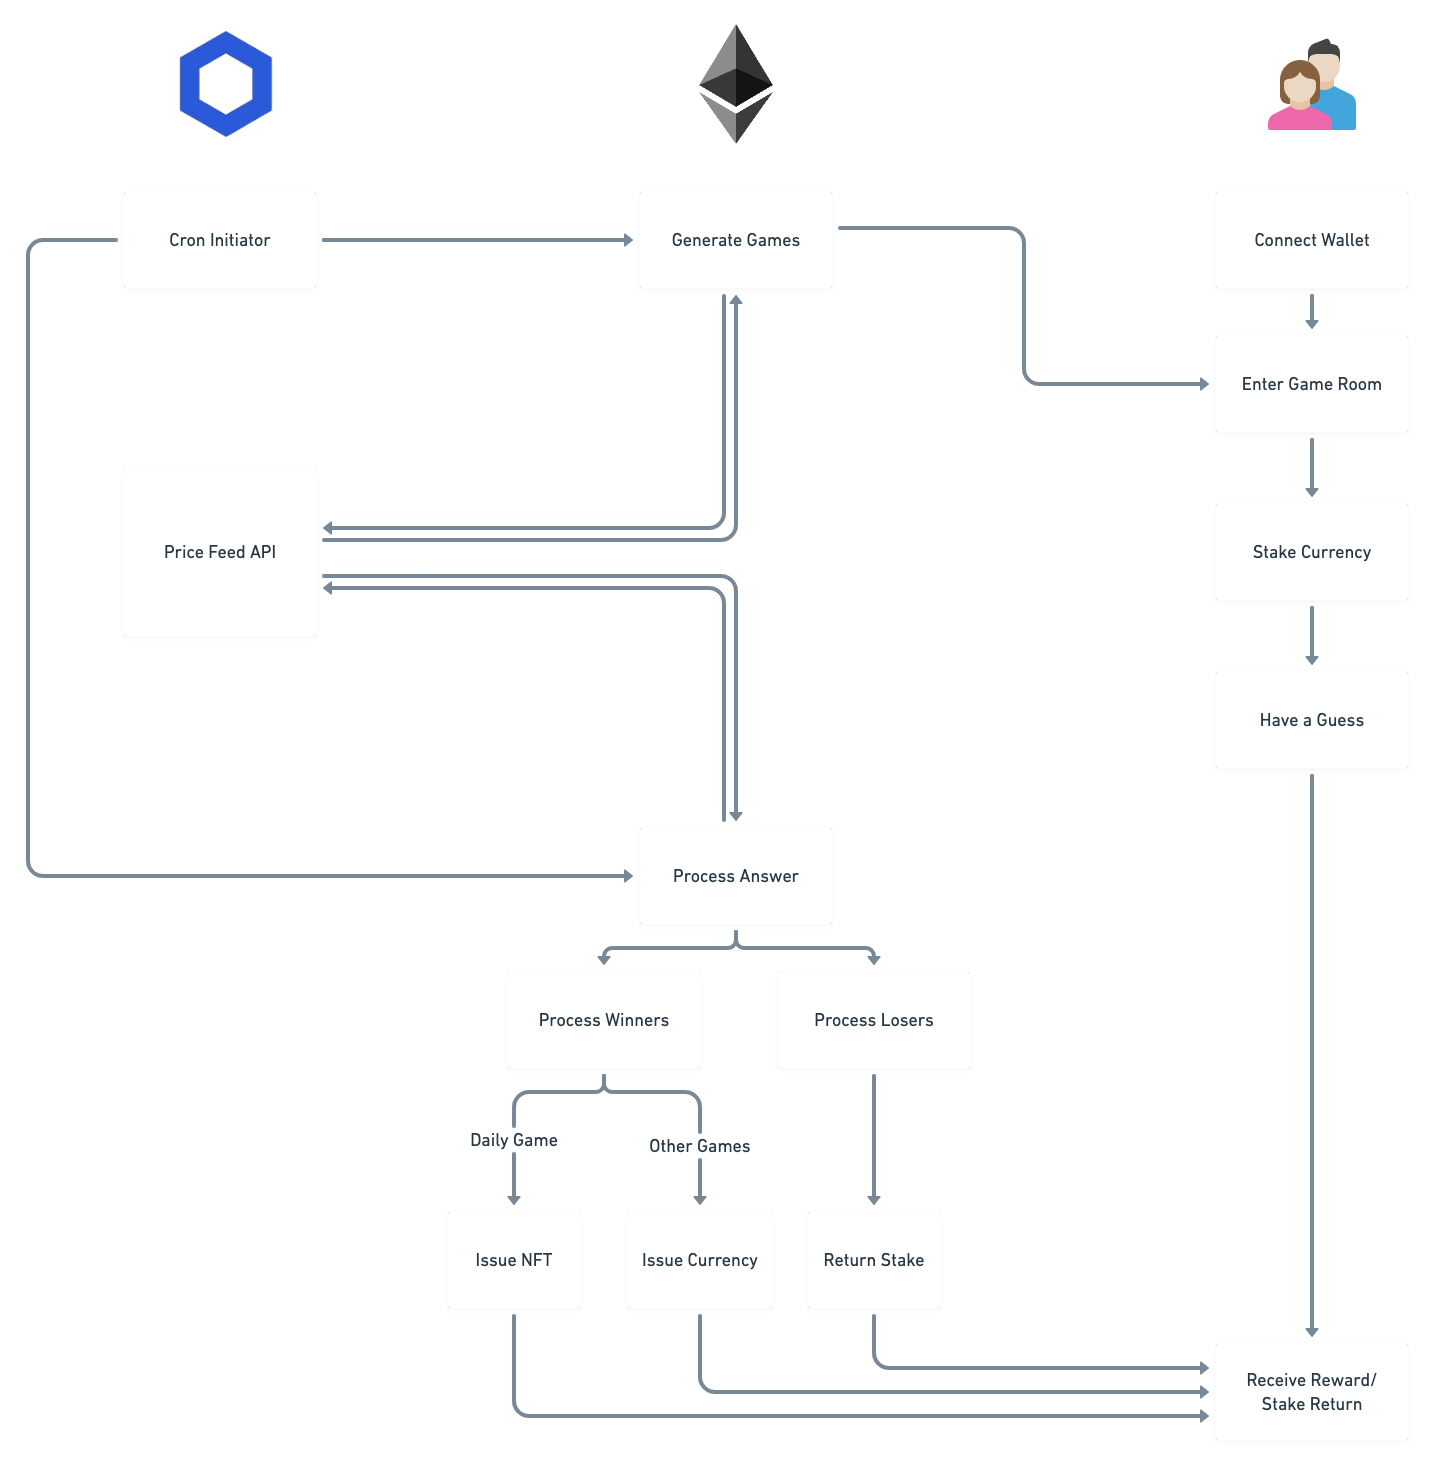 Cron Initiator
Generate Games
Connect Wallet
Enter Game Room
Price Feed API
Stake Currency
Have a Guess
Process Answer
Process Winners
Process Losers
Daily Game
Other Games
Issue NFT
Issue Currency
Return Stake
Receive Reward/
Stake Return